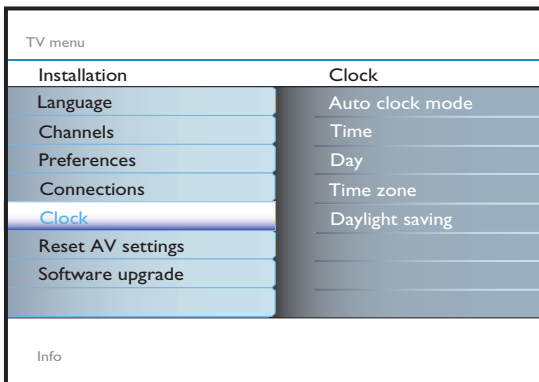 TV menu
Installation
Language
Channels
Preferences
Connections
Clock
Reset AV settings
Software upgrade
Clock
Auto clock mode
Time
Day
Time zone
Daylight saving
Info